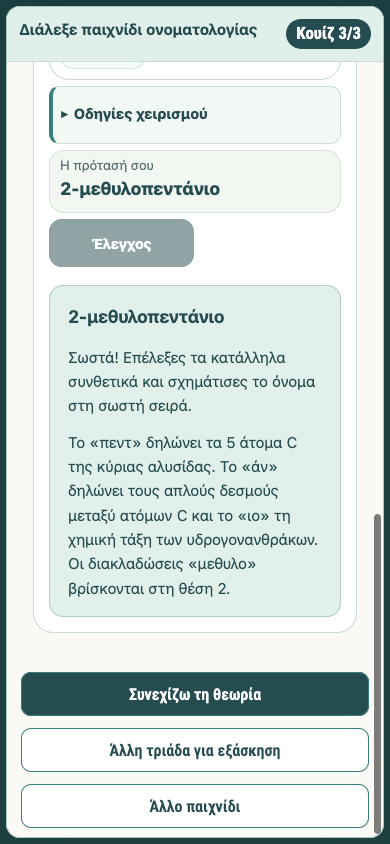 Διάλεξε παιχνίδι ονοματολογίας
Κουίζ 3/3
▸ Οδηγίες χειρισμού
Η πρότασή σου
2-μεθυλοπεντάνιο
Έλεγχος
2-μεθυλοπεντάνιο
Σωστά! Επέλεξες τα κατάλληλα
συνθετικά και σχημάτισες το όνομα
στη σωστή σειρά.
Το «πεντ» δηλώνει τα 5 άτομα C
της κύριας αλυσίδας. Το «άν»
δηλώνει τους απλούς δεσμούς
μεταξύ ατόμων C και το «ιο» τη
χημική τάξη των υδρογονανθράκων.
Οι διακλαδώσεις «μεθυλο»
βρίσκονται στη θέση 2.
Συνεχίζω τη θεωρία
Άλλη τριάδα για εξάσκηση
Άλλο παιχνίδι